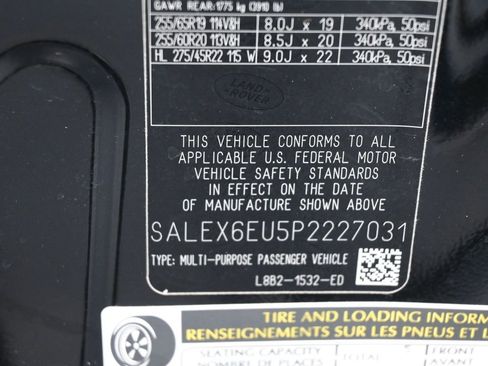 GAWR REAR: 1775 kg (3910 lb)
255/65R19 114V&H 8.0J x 19 340kPa, 50psi
255/60R20 113V&H 8.5J x 20 340kPa, 50psi
HL 275/45R22 115 W 9.0J x 22 340kPa, 50psi
LAND-
ROVER
THIS VEHICLE CONFORMS TO ALL
APPLICABLE U.S. FEDERAL MOTOR
VEHICLE SAFETY STANDARDS
IN EFFECT ON THE DATE
OF MANUFACTURE SHOWN ABOVE
SALEX6EU5P2227031
TYPE: MULTI-PURPOSE PASSENGER VEHICLE
L8B2-1532-ED
TIRE AND LOADING INFORM
RENSEIGNEMENTS SUR LES PNEUS ET L
SEATING CAPACITY TOTAL FRONT
NOMBRE DE PLACES AVANT